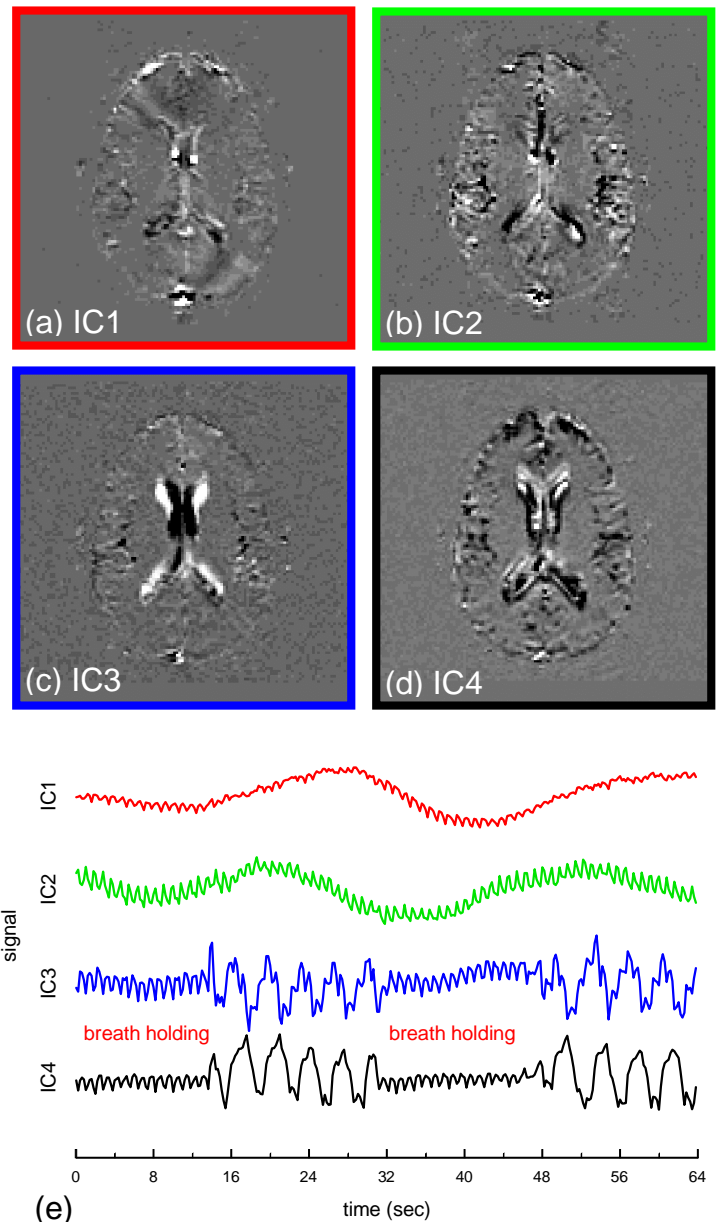 (a) IC1
(b) IC2
(c) IC3
(d) IC4
IC1
IC2
signal
IC3
breath holding breath holding
IC4
0 8 16 24 32 40 48 56 64
(e) time (sec)